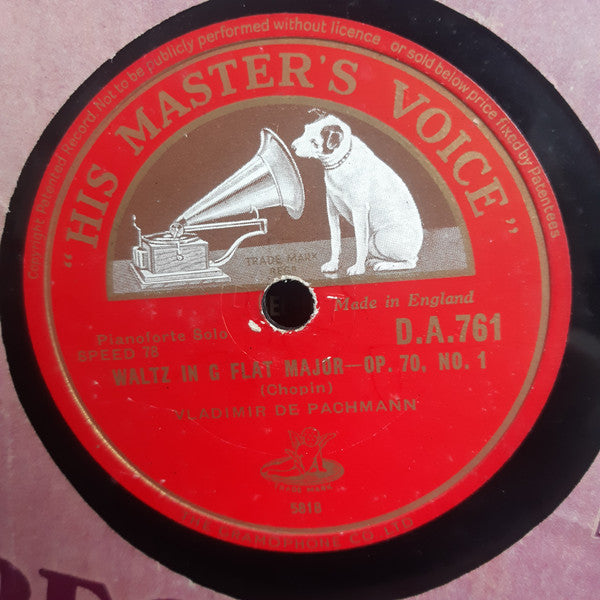 Copyright Patented Record. Not to be publicly performed without licence or sold below price fixed by Patentees.
"HIS MASTER'S VOICE"
TRADE MARK
Made in England
Pianoforte Solo
D.A.761
SPEED 78
WALTZ IN G FLAT MAJOR—OP. 70, NO. 1
(Chopin)
VLADIMIR DE PACHMANN
TRADE MARK
5818
THE GRAMOPHONE CO LTD